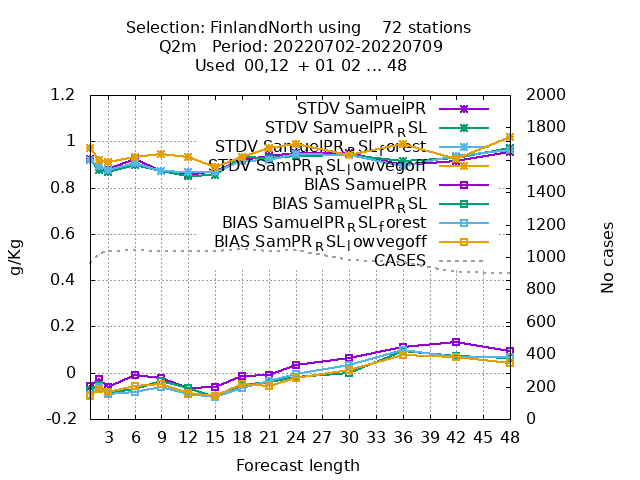 Selection: FinlandNorth using 72 stations
Q2m Period: 20220702-20220709
Used 00,12 + 01 02 ... 48
1.2
1
0.8
0.6
0.4
0.2
0
-0.2
g/Kg
STDV SamuelPR
STDV SamuelPR_RSL
STDV SamuelPR_RSL_forest
STDV SamPR_RSL_lowvegoff
BIAS SamuelPR
BIAS SamuelPR_RSL
BIAS SamuelPR_RSL_forest
BIAS SamPR_RSL_lowvegoff
CASES
2000
1800
1600
1400
1200
1000
800
600
400
200
0
No cases
3 6 9 12 15 18 21 24 27 30 33 36 39 42 45 48
Forecast length